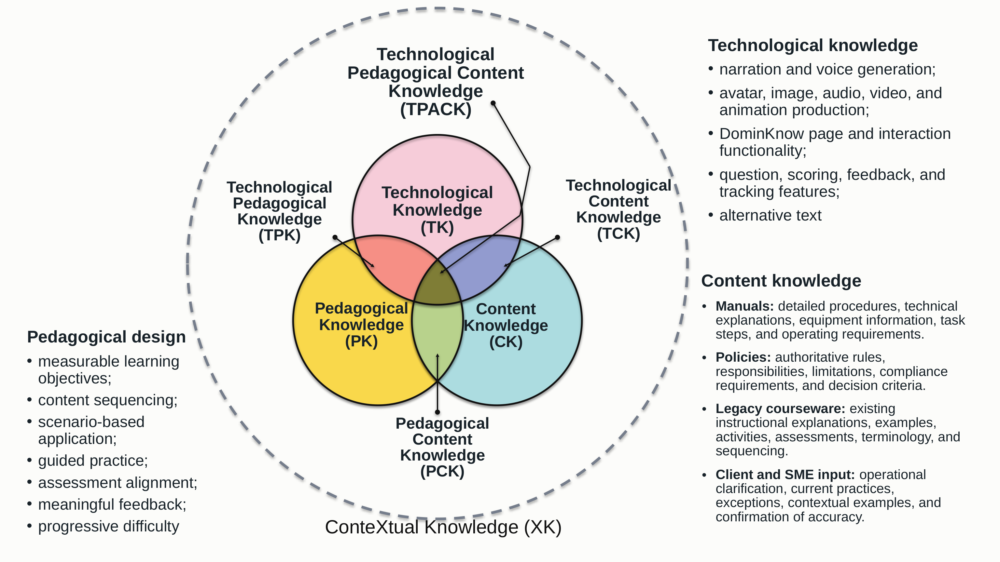 Technological
Pedagogical Content
Knowledge
(TPACK)
Technological
Pedagogical
Knowledge
(TPK)
Technological
Knowledge
(TK)
Technological
Content
Knowledge
(TCK)
Pedagogical
Knowledge
(PK)
Content
Knowledge
(CK)
Pedagogical
Content
Knowledge
(PCK)
ConteXtual Knowledge (XK)
Pedagogical design
• measurable learning
objectives;
• content sequencing;
• scenario-based
application;
• guided practice;
• assessment alignment;
• meaningful feedback;
• progressive difficulty
Technological knowledge
• narration and voice generation;
• avatar, image, audio, video, and
animation production;
• DominKnow page and interaction
functionality;
• question, scoring, feedback, and
tracking features;
• alternative text
Content knowledge
• Manuals: detailed procedures, technical
explanations, equipment information, task
steps, and operating requirements.
• Policies: authoritative rules,
responsibilities, limitations, compliance
requirements, and decision criteria.
• Legacy courseware: existing
instructional explanations, examples,
activities, assessments, terminology, and
sequencing.
• Client and SME input: operational
clarification, current practices,
exceptions, contextual examples, and
confirmation of accuracy.